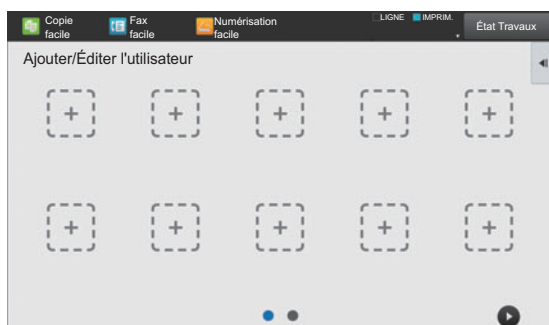 Copie
facile
Fax
facile
Numérisation
facile
LIGNE
IMPRIM.
État Travaux
Ajouter/Éditer l'utilisateur
+ + + + +
+ + + + +